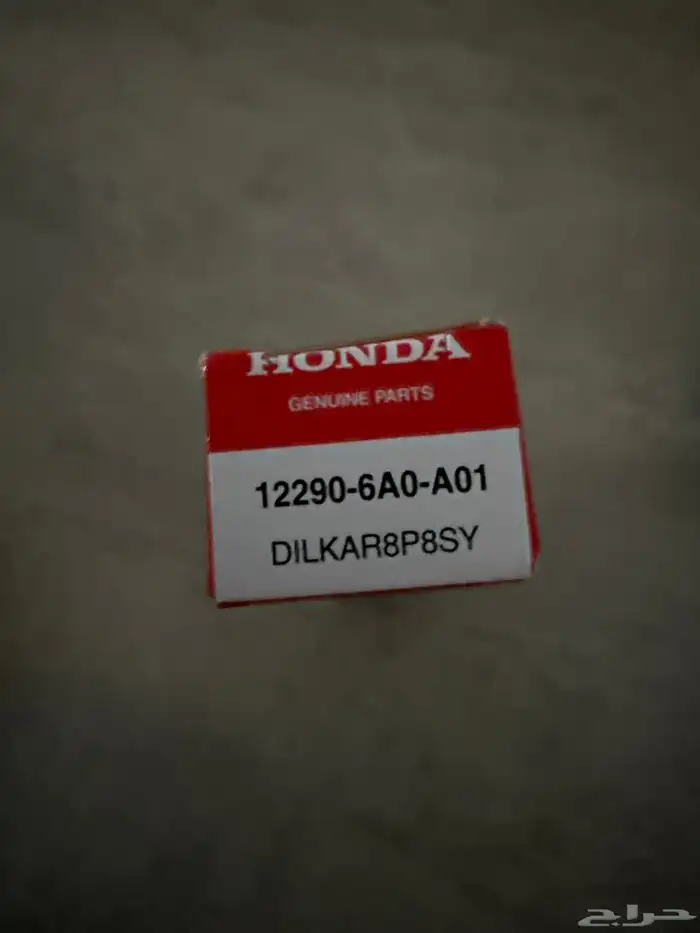 HONDA
GENUINE PARTS
12290-6A0-A01
DILKAR8P8SY
حراج